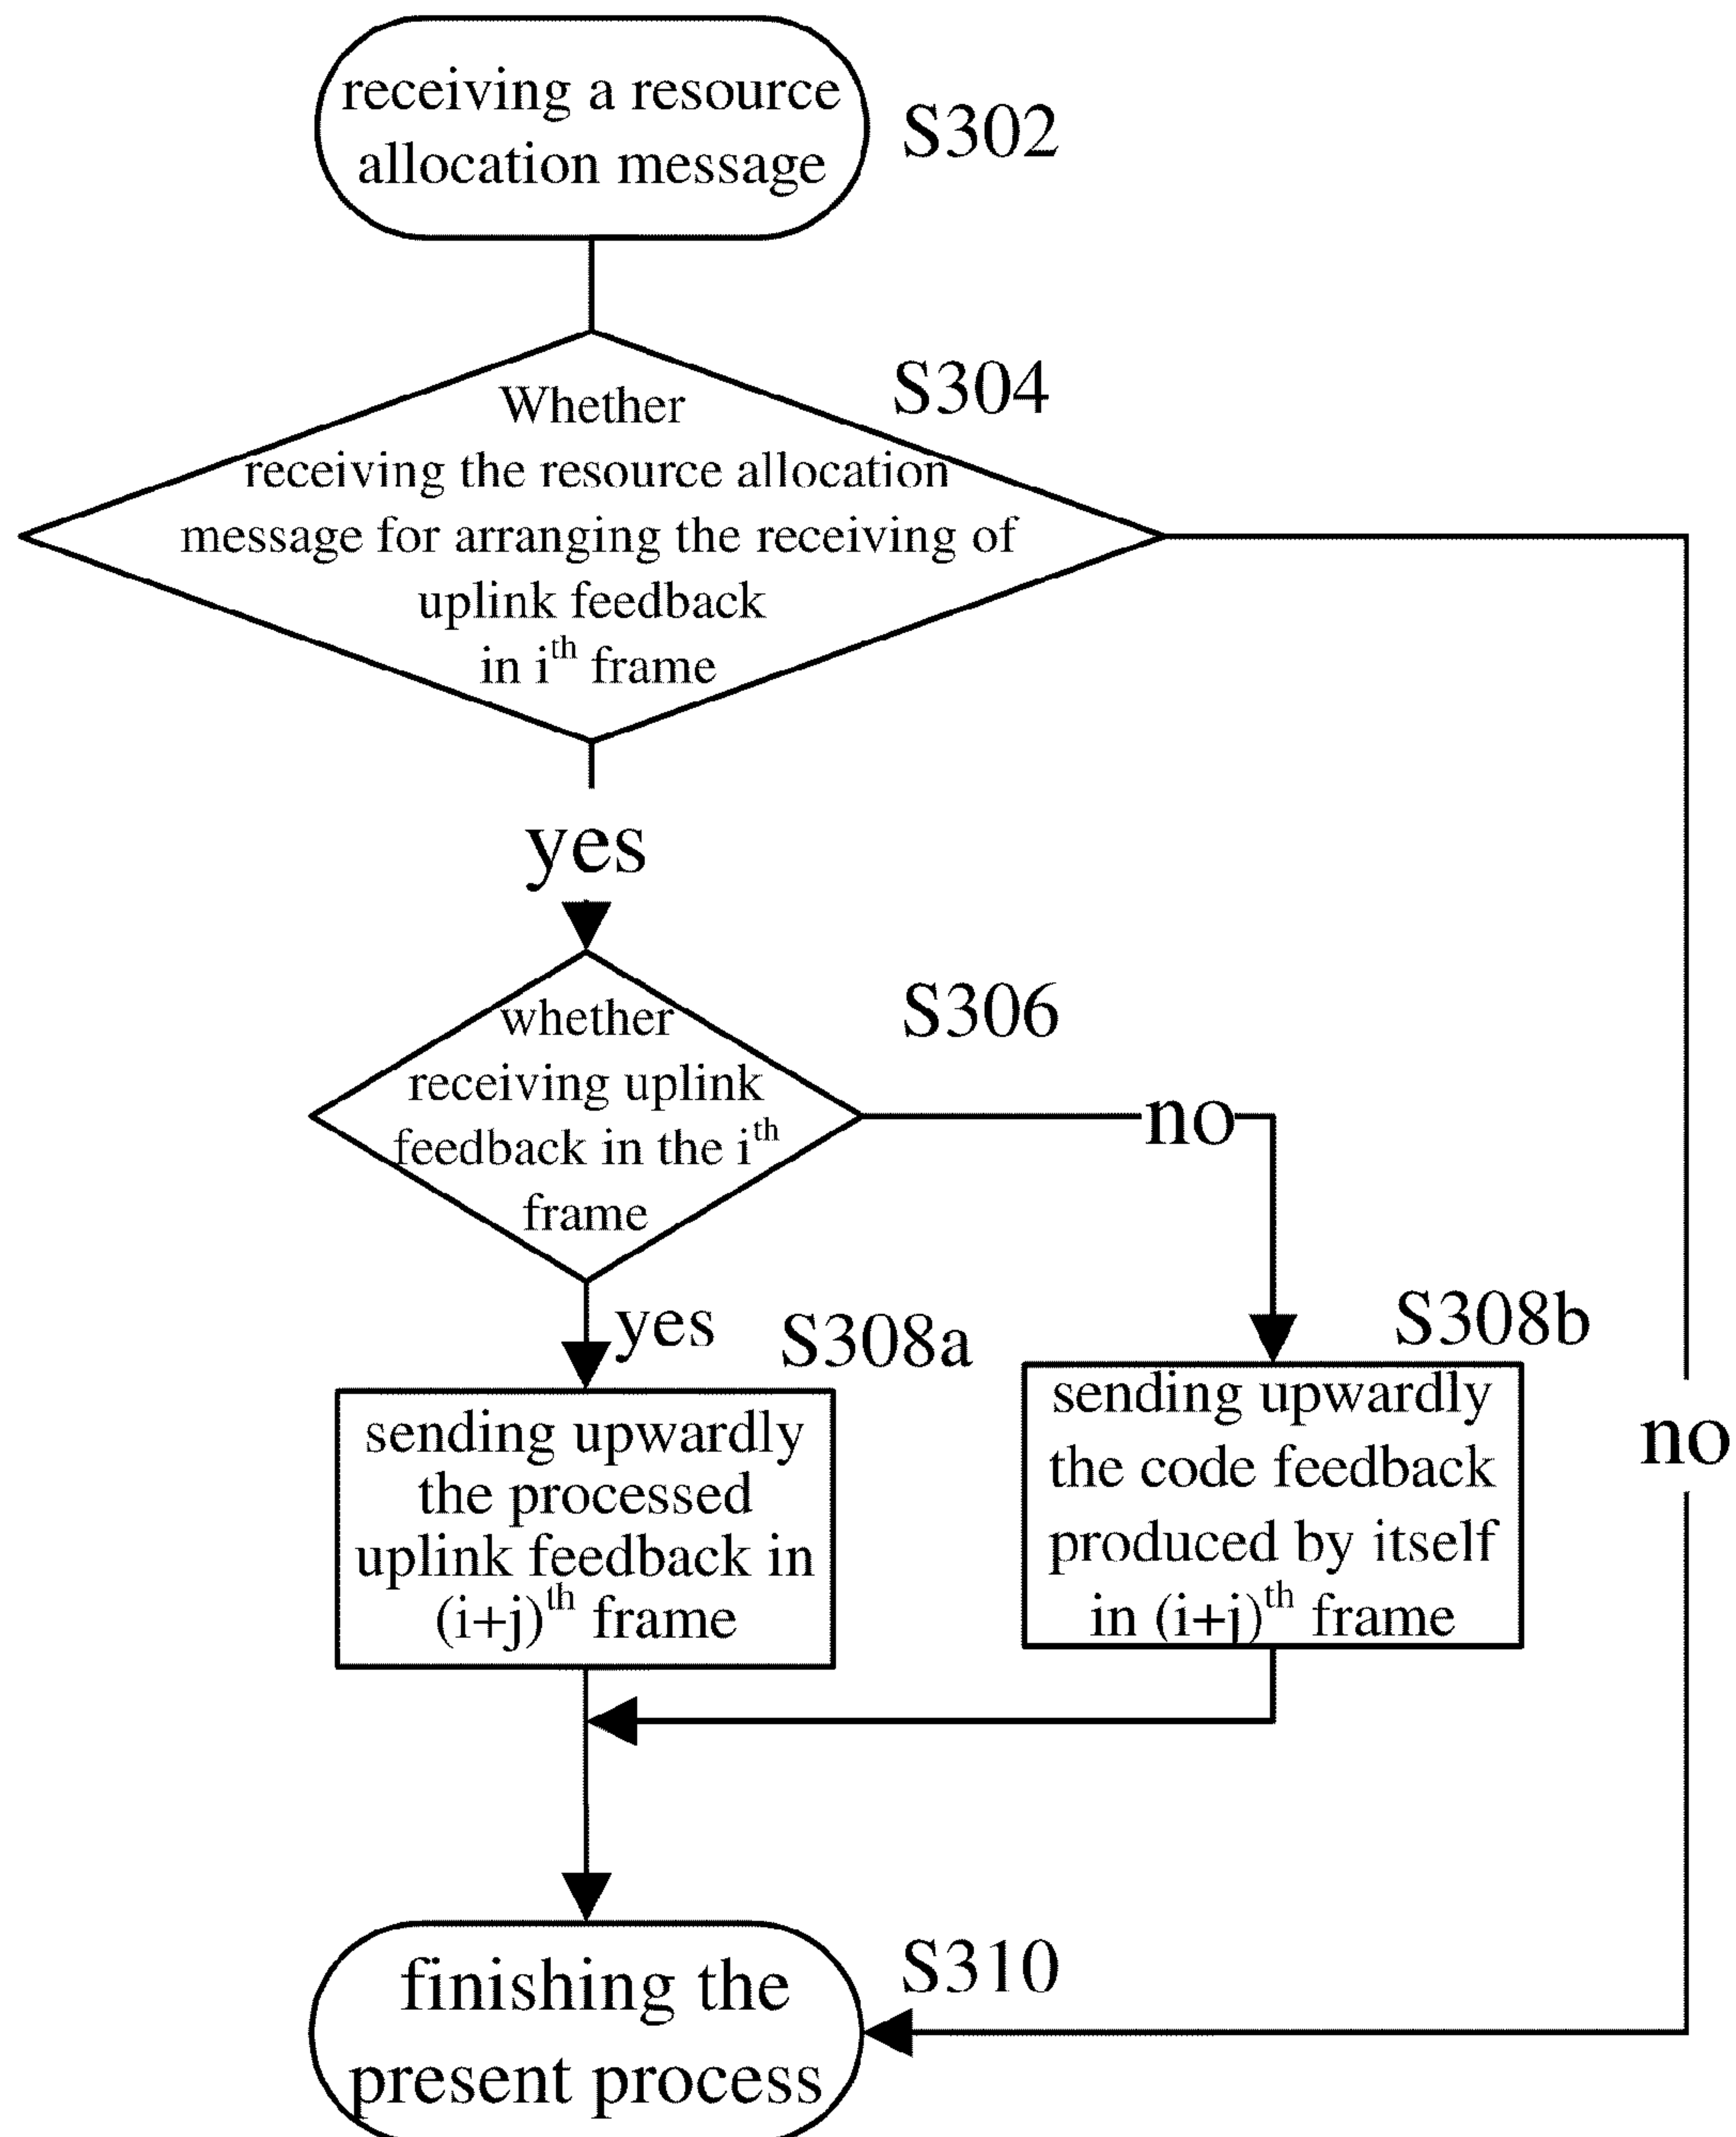 receiving a resource
allocation message
S302
S304
Whether
receiving the resource allocation
message for arranging the receiving of
uplink feedback
in i^th frame
yes
S306
whether
receiving uplink
feedback in the i^th
frame
no
yes
S308a
S308b
sending upwardly
the processed
uplink feedback in
(i+j)^th frame
sending upwardly
the code feedback
produced by itself
in (i+j)^th frame
no
S310
finishing the
present process